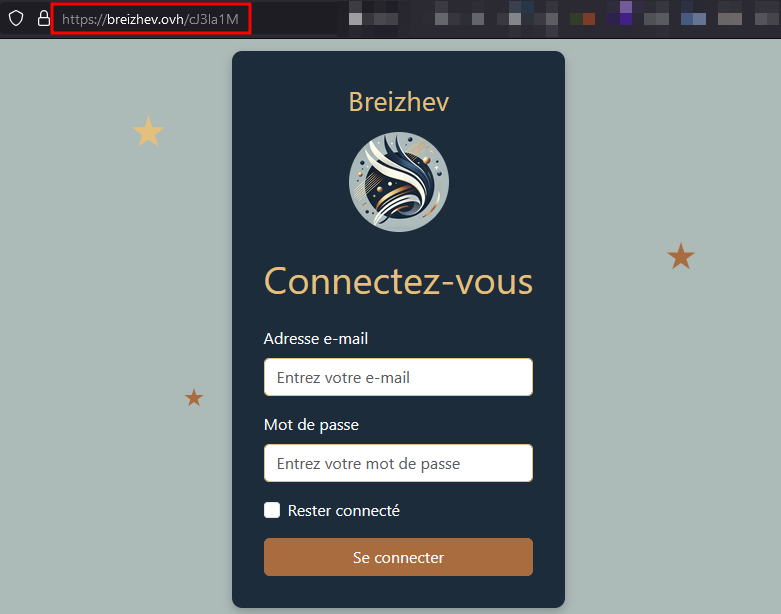 https://breizhev.ovh/cJ3la1M
Breizhev
Connectez-vous
Adresse e-mail
Entrez votre e-mail
Mot de passe
Entrez votre mot de passe
Rester connecté
Se connecter